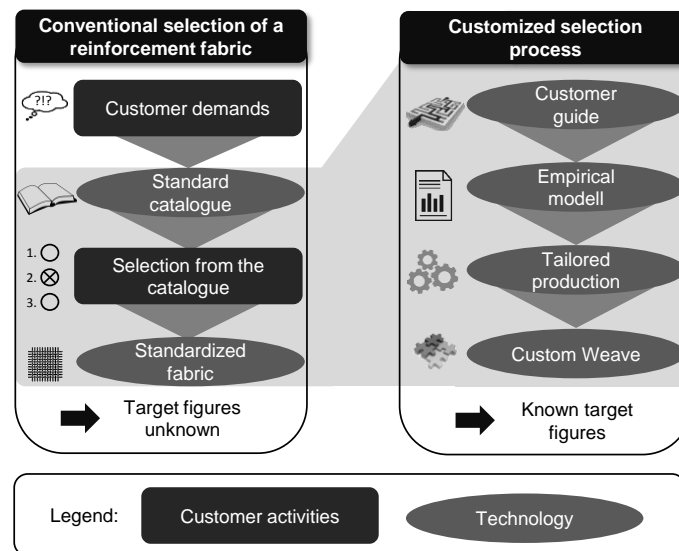 Conventional selection of a
reinforcement fabric
?!?
Customer demands
Standard
catalogue
1.
2.
3.
Selection from the
catalogue
Standardized
fabric
Target figures
unknown
Customized selection
process
Customer
guide
Empirical
modell
Tailored
production
Custom Weave
Known target
figures
Legend:
Customer activities
Technology